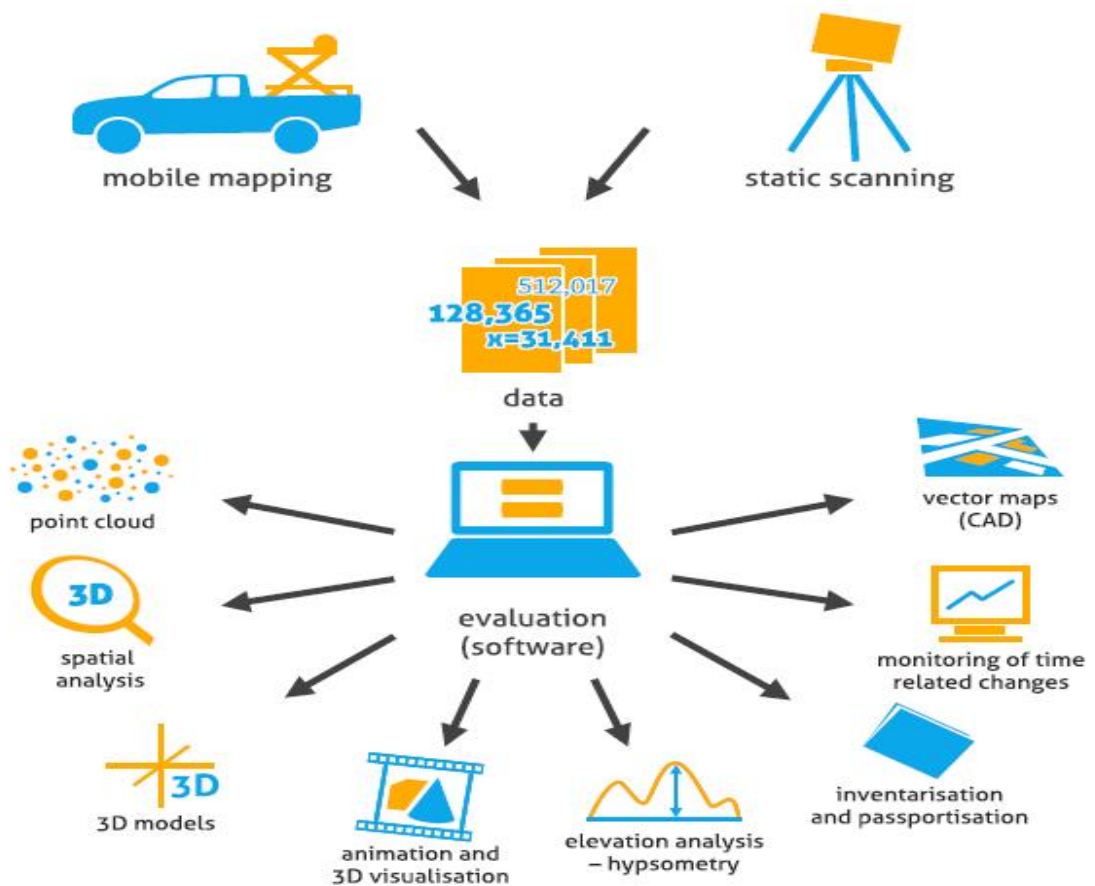 mobile mapping
static scanning
512,017
128,365
x=31,411
data
point cloud
vector maps
(CAD)
3D
spatial
analysis
evaluation
(software)
monitoring of time
related changes
3D
3D models
animation and
3D visualisation
elevation analysis
– hypsometry
inventarisation
and passportisation